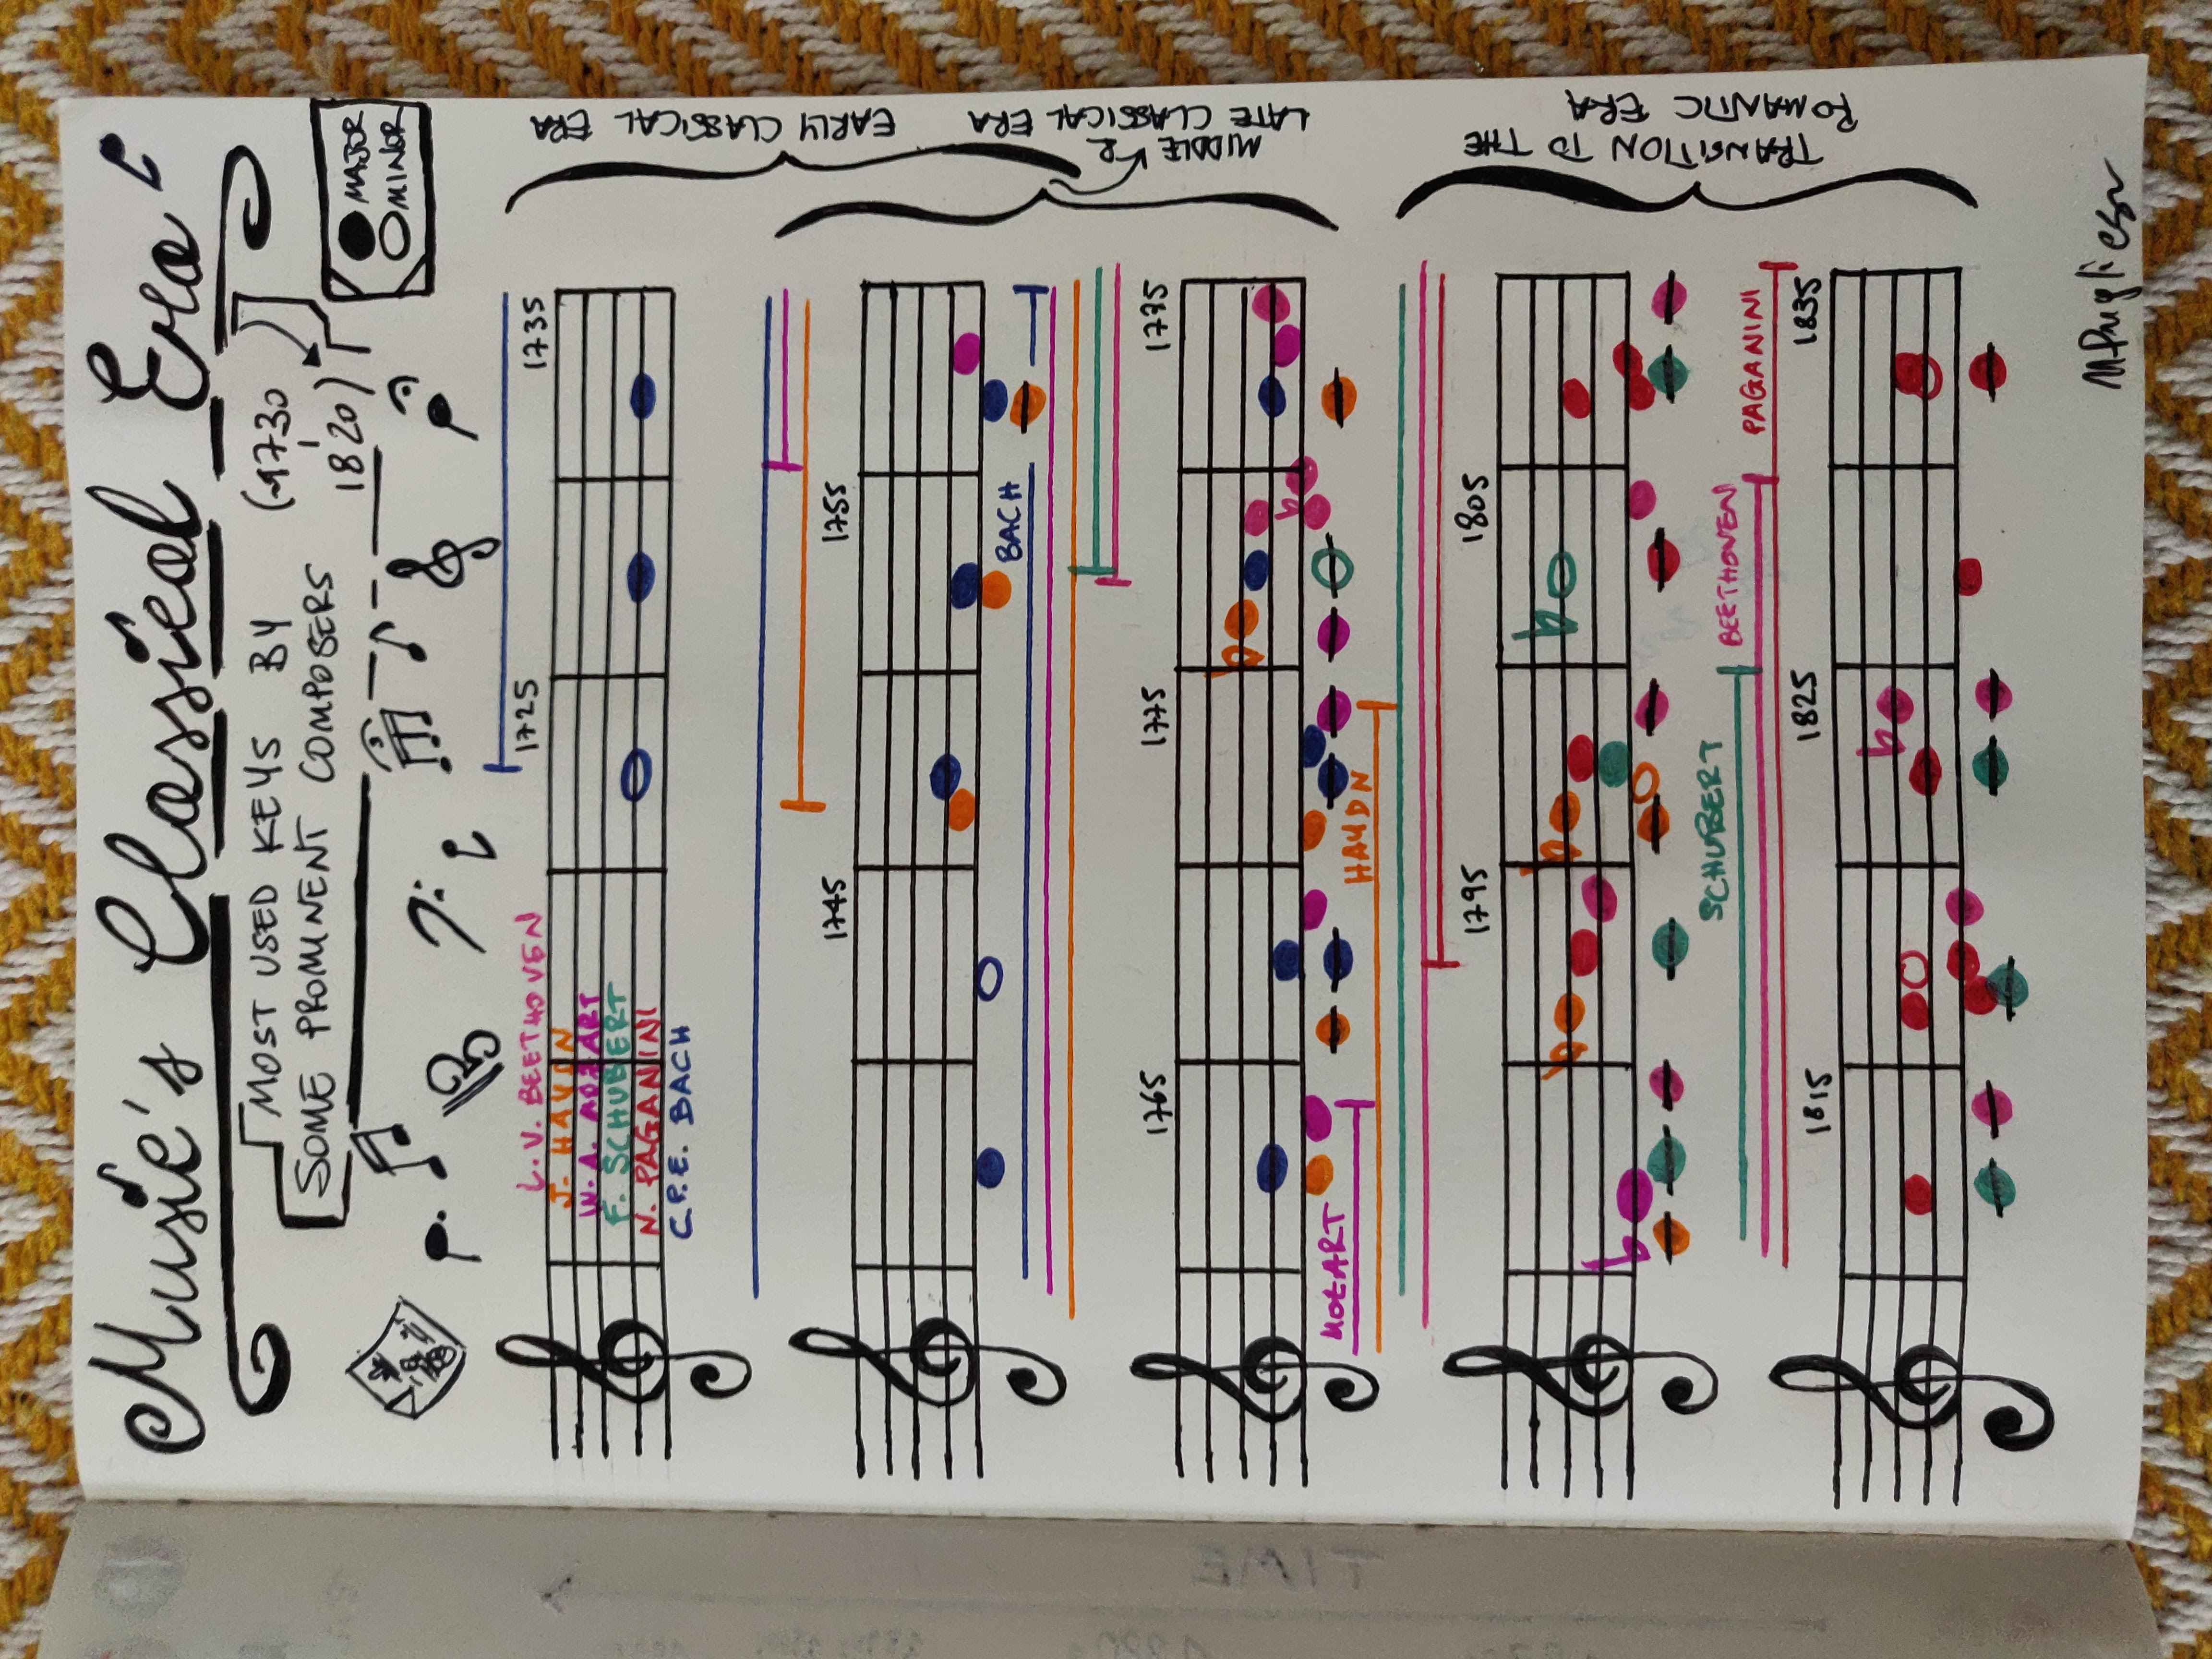 Music's Classical Era
MOST USED KEYS BY
SOME PROMINENT COMPOSERS
(~1730
-
1820)
MAJOR
MINOR
1725
1735
L. V. BEETHOVEN
J. HAYDN
W. A. MOZART
F. SCHUBERT
N. PAGANINI
C.P.E. BACH
EARLY CLASSICAL ERA
1745
1755
BACH
MIDDLE &
LATE CLASSICAL ERA
1765
1775
1775
MOZART
HAYDN
1795
1805
TRANSITION TO THE
ROMANTIC ERA
SCHUBERT
BEETHOVEN
PAGANINI
1815
1825
1835
MPugliese